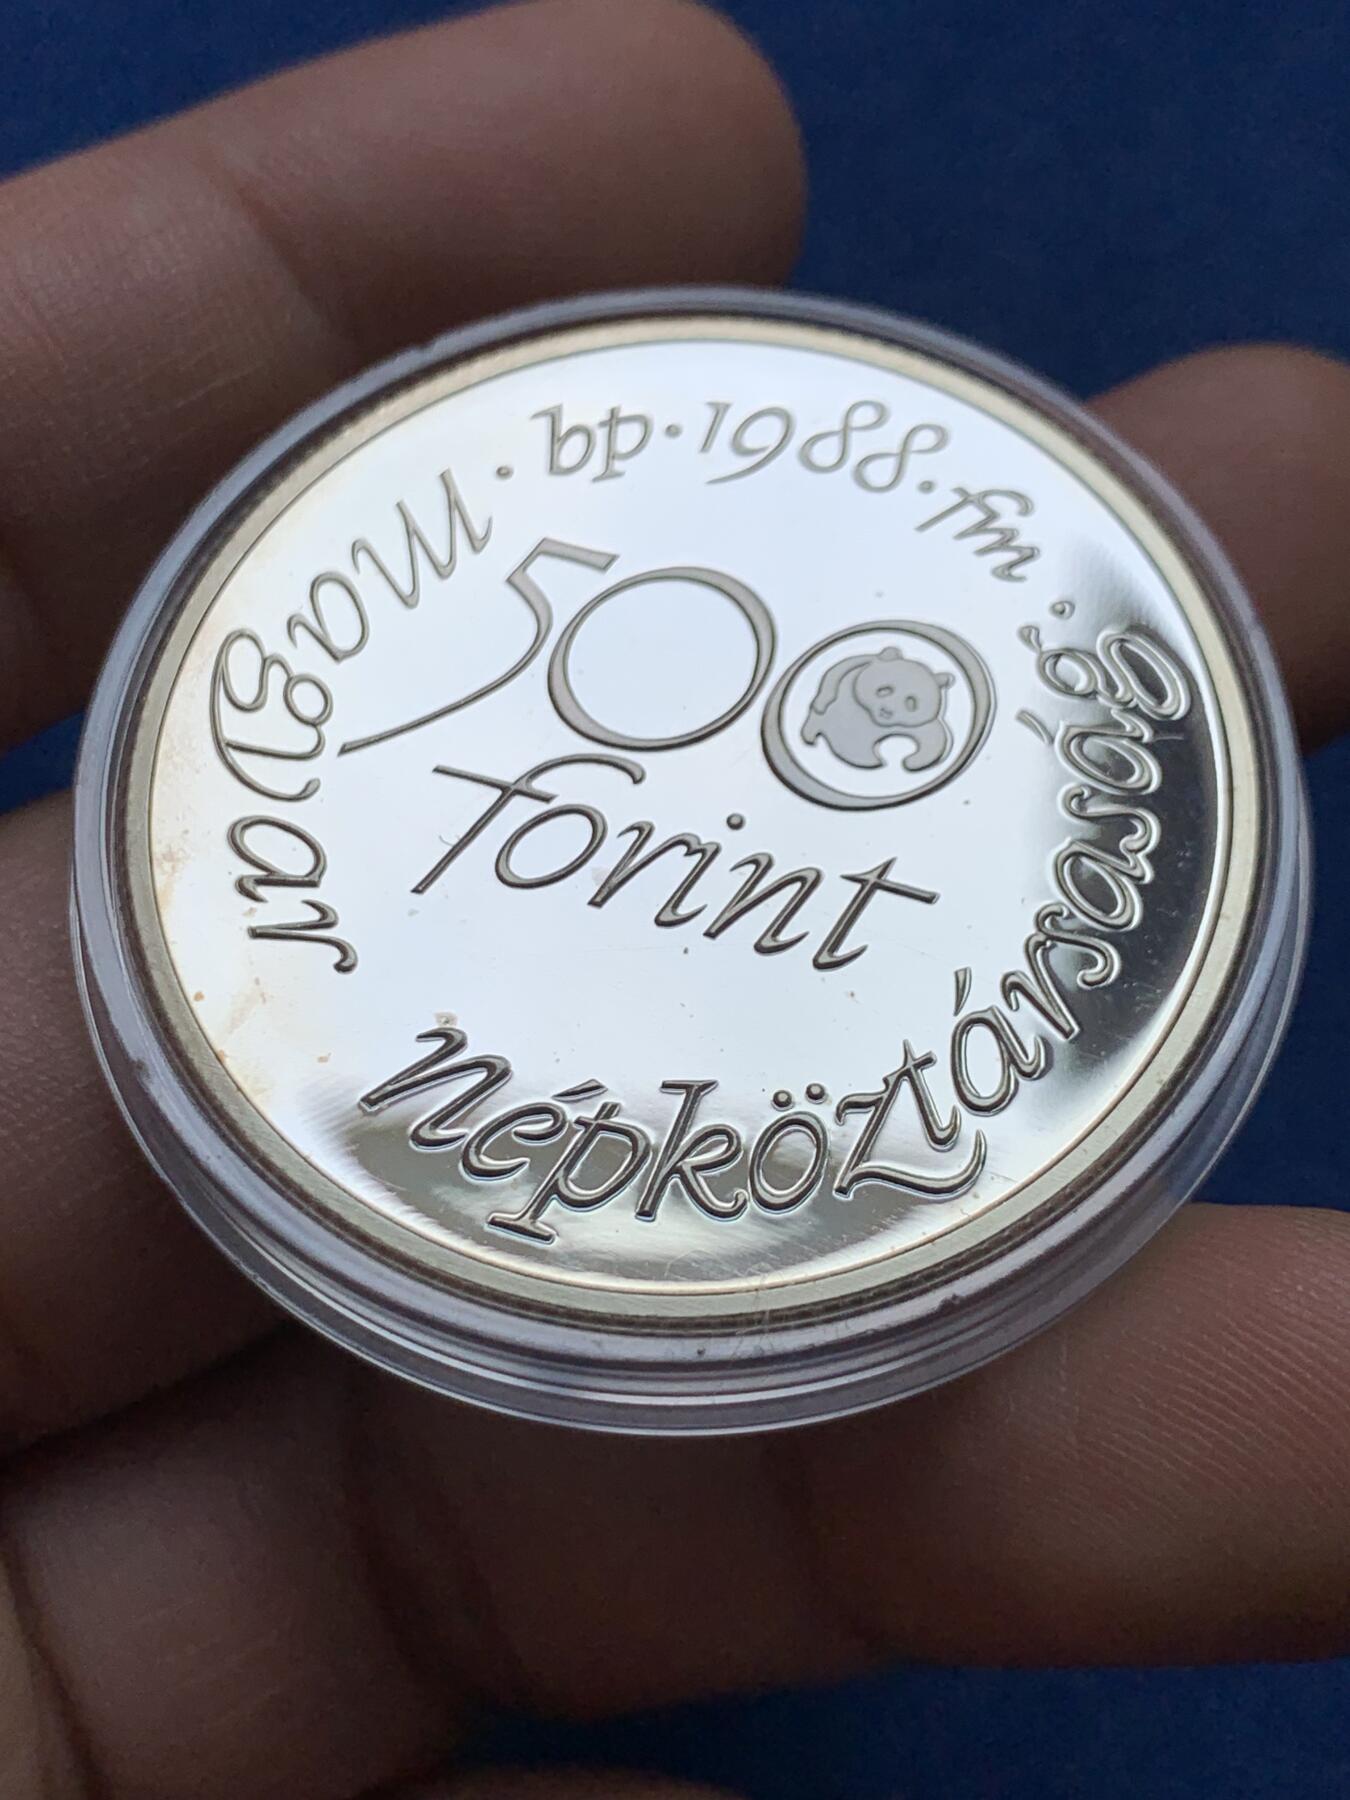 Magyar népköztársaság · bp · 1988 · fm ·
500
forint